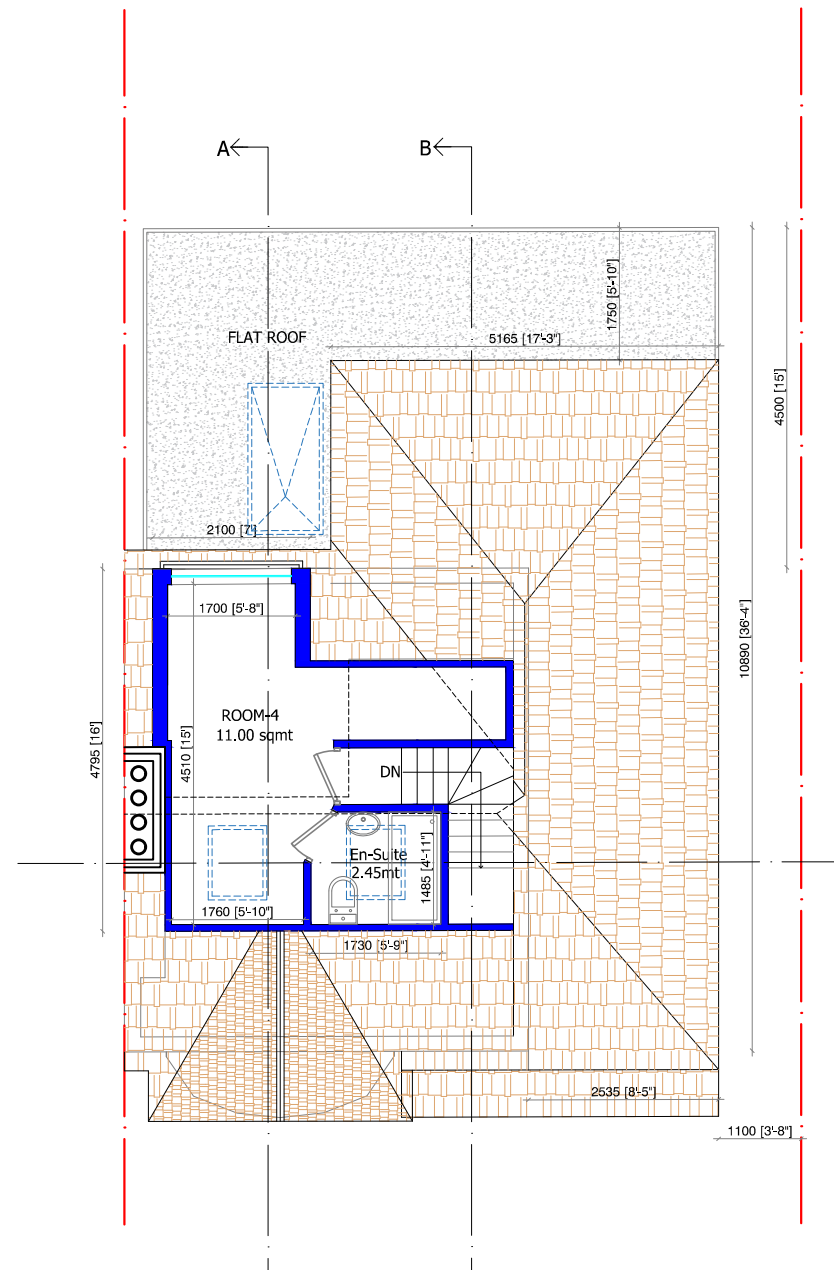 A
B
1750 [5'-10"]
FLAT ROOF
5165 [17'-3"]
4500 [15']
2100 [7']
1700 [5'-8"]
10890 [36'-4"]
ROOM-4
11.00 sqmt
4795 [16']
4510 [15']
DN
En-Suite
2.45mt
1485 [4'-11"]
1760 [5'-10"]
1730 [5'-9"]
2535 [8'-5"]
1100 [3'-8"]